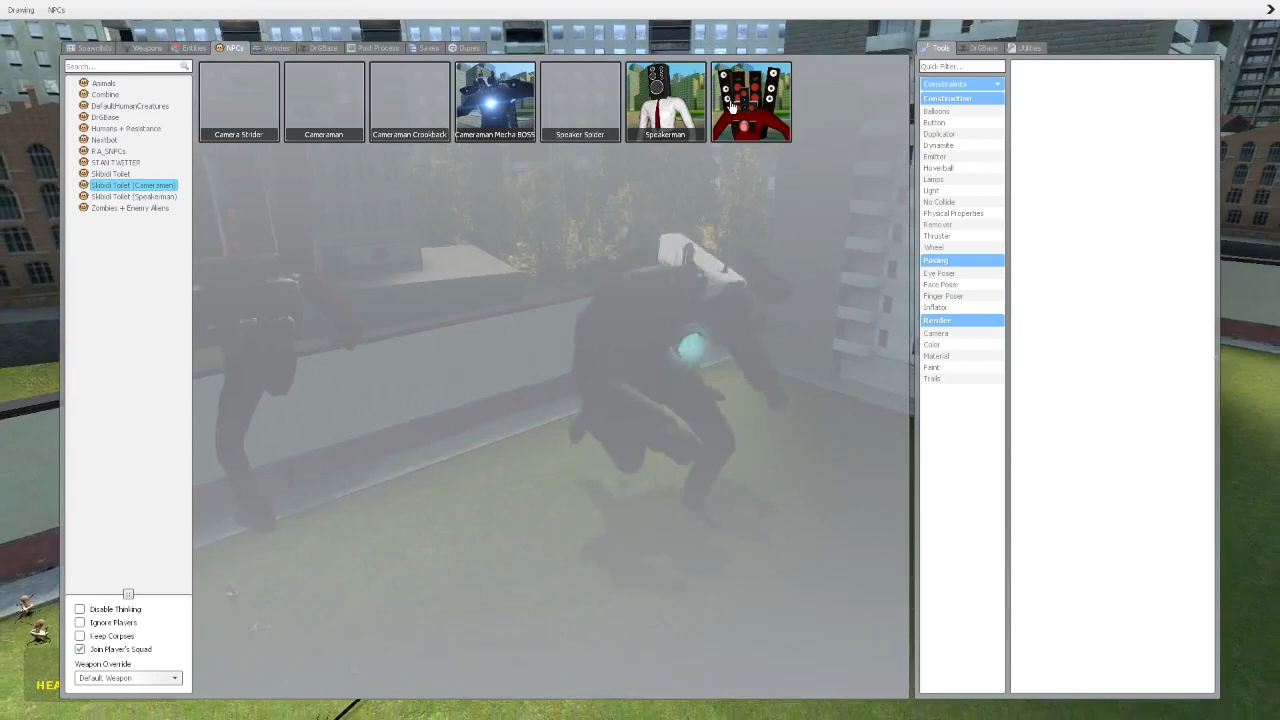 Drawing NPCs
Spawnlists Weapons Entities NPCs Vehicles DrGBase Post Process Saves Dupes
Search...
Animals
Combine
DefaultHumanCreatures
DrGBase
Humans + Resistance
Nextbot
RA_SNPCs
STAN TWITTER
Skibidi Toilet
Skibidi Toilet (Cameramen)
Skibidi Toilet (Speakerman)
Zombies + Enemy Aliens
Disable Thinking
Ignore Players
Keep Corpses
Join Player's Squad
Weapon Override
Default Weapon
HEA
Camera Strider Cameraman Cameraman Crookback Cameraman Mecha BOSS Speaker Spider Speakerman
Tools DrGBase Utilities
Quick Filter...
Constraints
Construction
Balloons
Button
Duplicator
Dynamite
Emitter
Hoverball
Lamps
Light
No Collide
Physical Properties
Remover
Thruster
Wheel
Posing
Eye Poser
Face Poser
Finger Poser
Inflator
Render
Camera
Color
Material
Paint
Trails